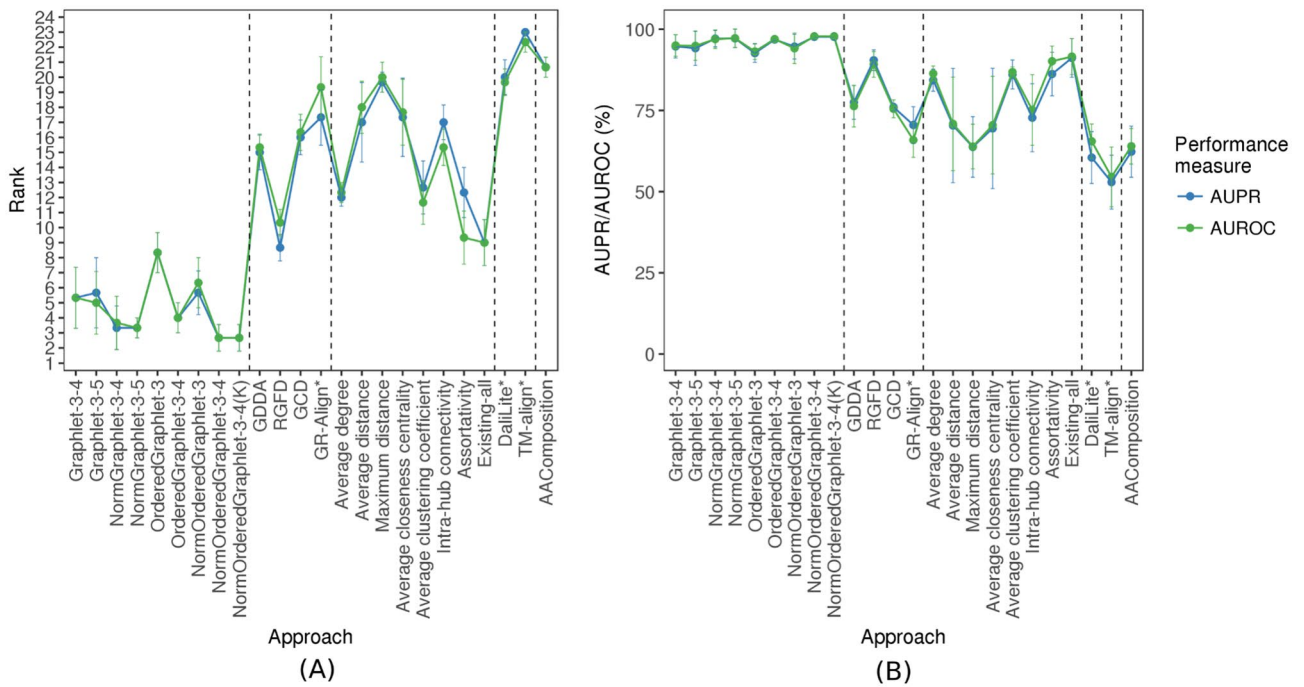 24
23
22
21
20
19
18
17
16
15
14
13
12
11
10
9
8
7
6
5
4
3
2
1
Rank
Graphlet-3-4
Graphlet-3-5
NormGraphlet-3-4
NormGraphlet-3-5
OrderedGraphlet-3
OrderedGraphlet-3-4
NormOrderedGraphlet-3
NormOrderedGraphlet-3-4
NormOrderedGraphlet-3-4(K)
GDDA
RGFD
GCD
GR-Align*
Average degree
Average distance
Maximum distance
Average closeness centrality
Average clustering coefficient
Intra-hub connectivity
Assortativity
Existing-all
DaliLite*
TM-align*
AAComposition
Approach
(A)
100
75
50
25
0
AUPR/AUROC (%)
Graphlet-3-4
Graphlet-3-5
NormGraphlet-3-4
NormGraphlet-3-5
OrderedGraphlet-3
OrderedGraphlet-3-4
NormOrderedGraphlet-3
NormOrderedGraphlet-3-4
NormOrderedGraphlet-3-4(K)
GDDA
RGFD
GCD
GR-Align*
Average degree
Average distance
Maximum distance
Average closeness centrality
Average clustering coefficient
Intra-hub connectivity
Assortativity
Existing-all
DaliLite*
TM-align*
AAComposition
Approach
(B)
Performance
measure
AUPR
AUROC